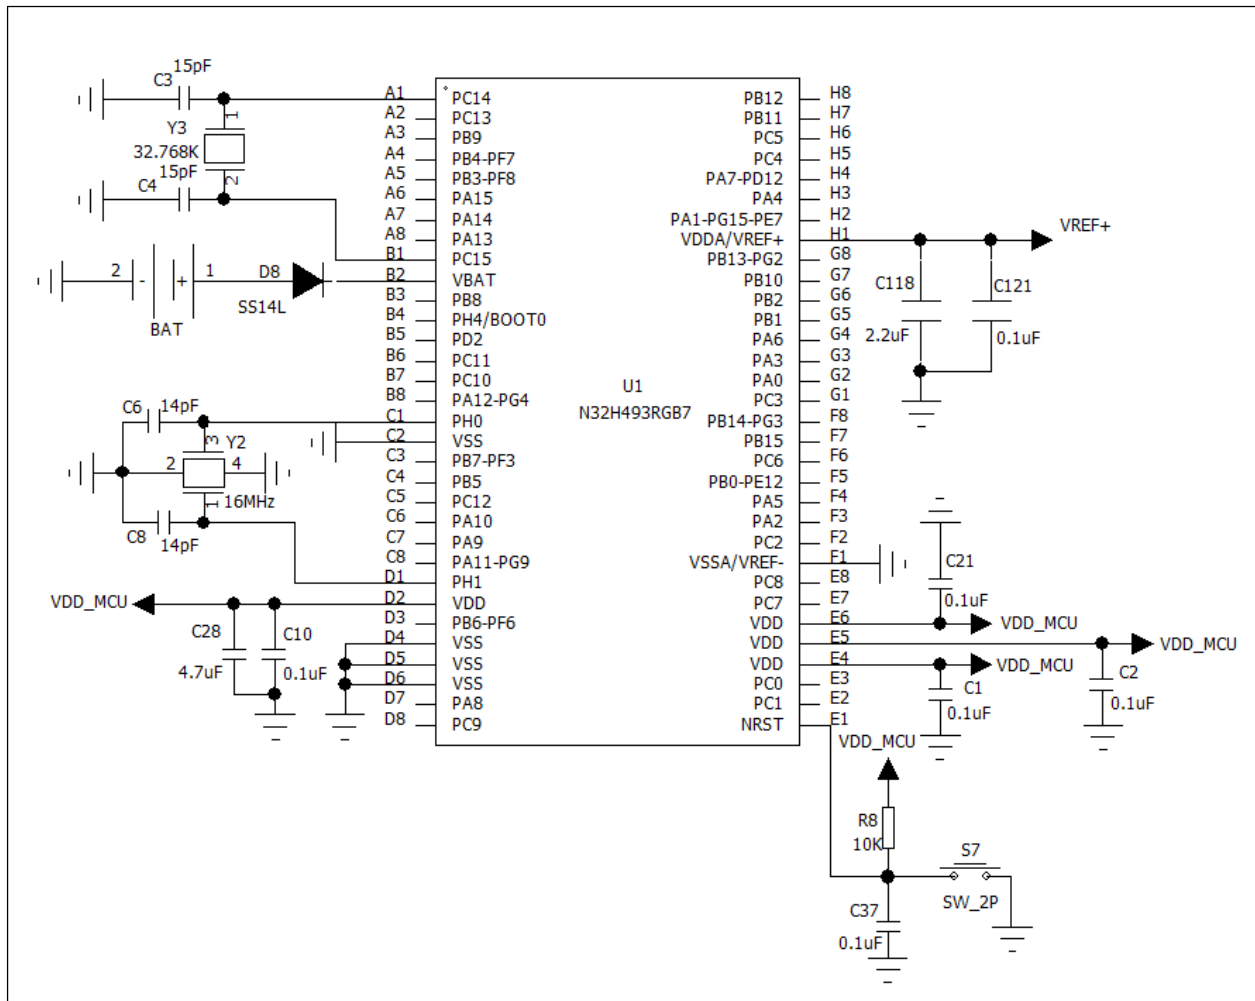 15pF
C3
Y3
32.768K
1
2
15pF
C4
2
-
+
1
BAT
D8
SS14L
C6
14pF
3
Y2
2
4
1
16MHz
C8
14pF
VDD_MCU
C28
4.7uF
C10
0.1uF
A1 PC14
A2 PC13
A3 PB9
A4 PB4-PF7
A5 PB3-PF8
A6 PA15
A7 PA14
A8 PA13
B1 PC15
B2 VBAT
B3 PB8
B4 PH4/BOOT0
B5 PD2
B6 PC11
B7 PC10
B8 PA12-PG4
C1 PH0
C2 VSS
C3 PB7-PF3
C4 PB5
C5 PC12
C6 PA10
C7 PA9
C8 PA11-PG9
D1 PH1
D2 VDD
D3 PB6-PF6
D4 VSS
D5 VSS
D6 VSS
D7 PA8
D8 PC9
U1
N32H493RGB7
PB12 H8
PB11 H7
PC5 H6
PC4 H5
PA7-PD12 H4
PA4 H3
PA1-PG15-PE7 H2
VDDA/VREF+ H1
PB13-PG2 G8
PB10 G7
PB2 G6
PB1 G5
PA6 G4
PA3 G3
PA0 G2
PC3 G1
PB14-PG3 F8
PB15 F7
PC6 F6
PB0-PE12 F5
PA5 F4
PA2 F3
PC2 F2
VSSA/VREF- F1
PC8 E8
PC7 E7
VDD E6
VDD E5
VDD E4
PC0 E3
PC1 E2
NRST E1
VREF+
C118
2.2uF
C121
0.1uF
C21
0.1uF
VDD_MCU
VDD_MCU
VDD_MCU
C1
0.1uF
C2
0.1uF
VDD_MCU
R8
10K
S7
SW_2P
C37
0.1uF